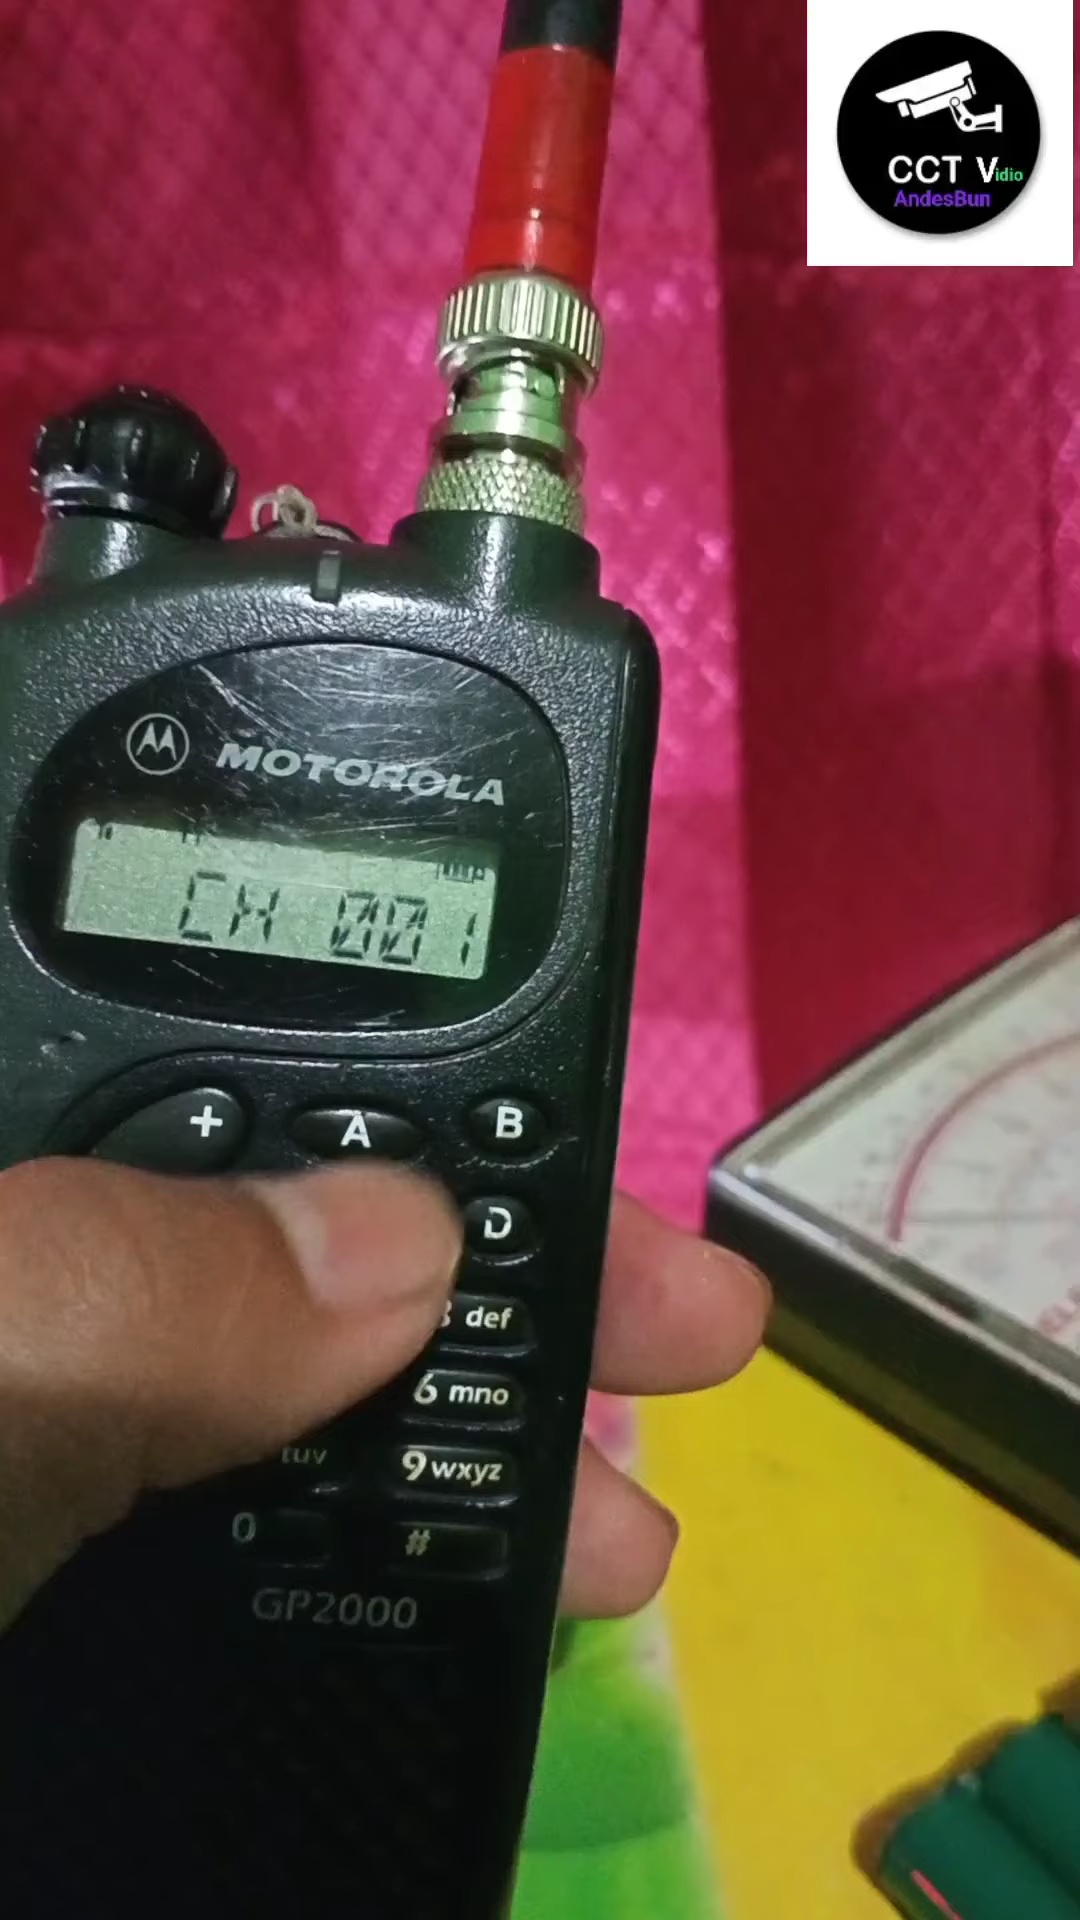 CCT Vidio
AndesBun
MOTOROLA
CH 001
+ A B
D
def
6 mno
tuv 9 wxyz
0 #
GP2000